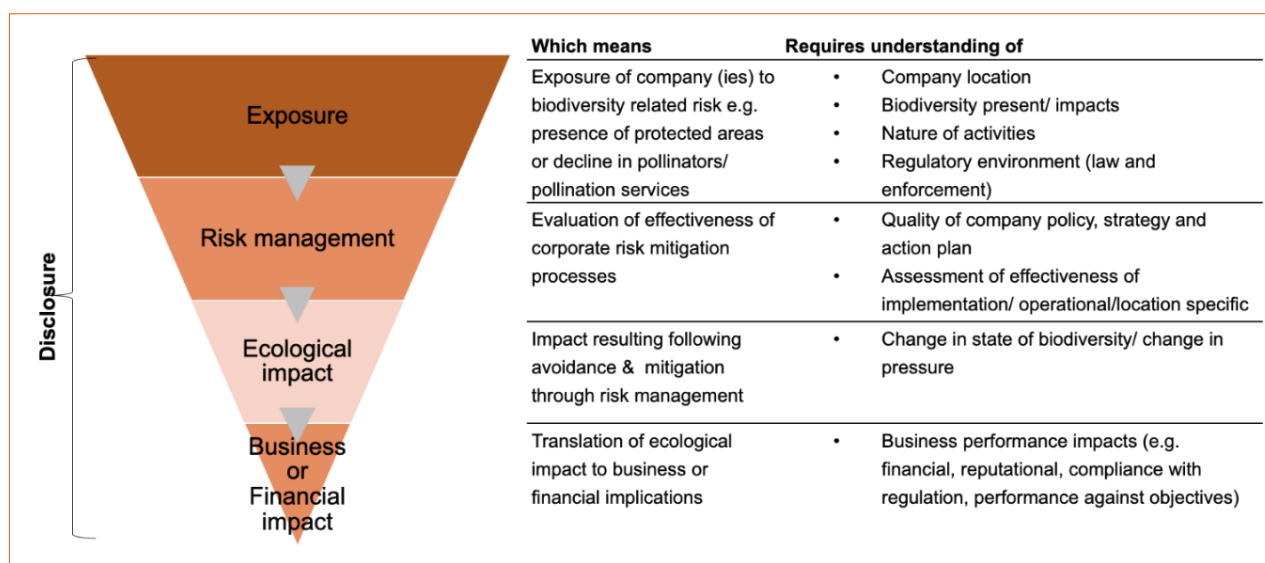 Which means
Requires understanding of
Disclosure
Exposure
Exposure of company (ies) to
biodiversity related risk e.g.
presence of protected areas
or decline in pollinators/
pollination services
• Company location
• Biodiversity present/ impacts
• Nature of activities
• Regulatory environment (law and
enforcement)
Risk management
Evaluation of effectiveness of
corporate risk mitigation
processes
• Quality of company policy, strategy and
action plan
• Assessment of effectiveness of
implementation/ operational/location specific
Ecological
impact
Impact resulting following
avoidance & mitigation
through risk management
• Change in state of biodiversity/ change in
pressure
Business
or
Financial
impact
Translation of ecological
impact to business or
financial implications
• Business performance impacts (e.g.
financial, reputational, compliance with
regulation, performance against objectives)